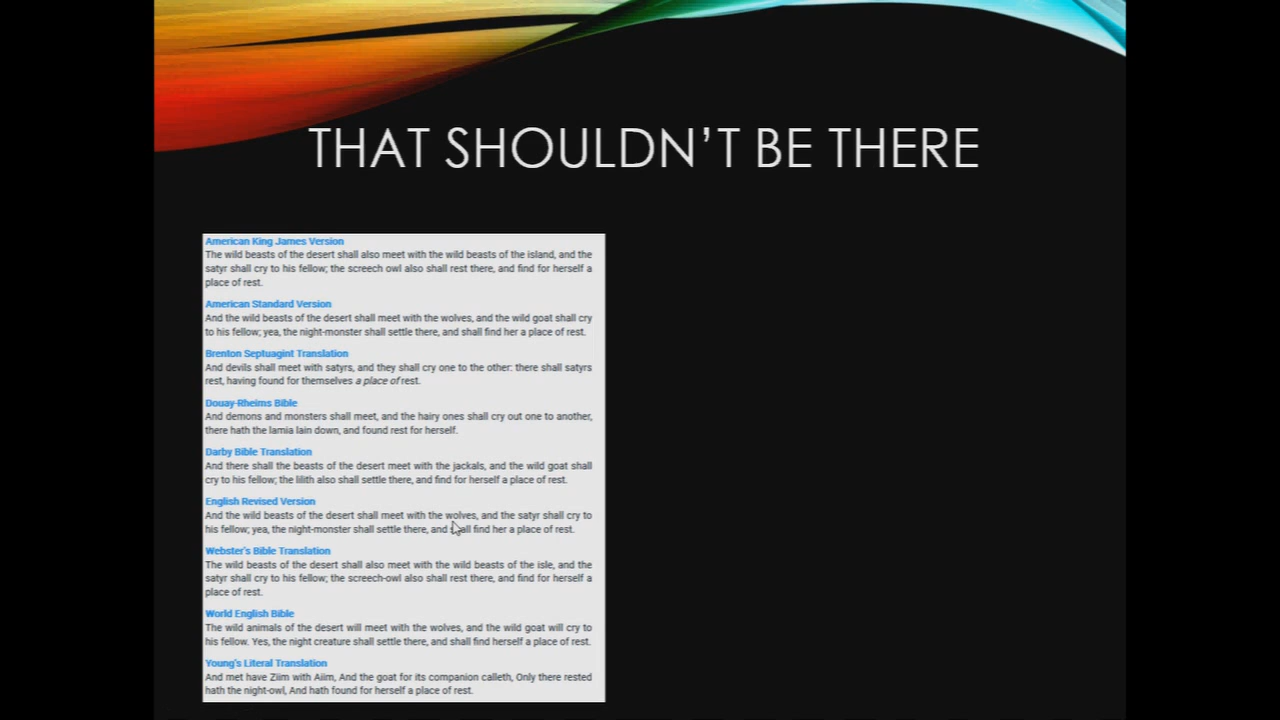 THAT SHOULDN'T BE THERE
American King James Version
The wild beasts of the desert shall also meet with the wild beasts of the island, and the
satyr shall cry to his fellow; the screech owl also shall rest there, and find for herself a
place of rest.
American Standard Version
And the wild beasts of the desert shall meet with the wolves, and the wild goat shall cry
to his fellow; yea, the night-monster shall settle there, and shall find her a place of rest.
Brenton Septuagint Translation
And devils shall meet with satyrs, and they shall cry one to the other: there shall satyrs
rest, having found for themselves a place of rest.
Douay-Rheims Bible
And demons and monsters shall meet, and the hairy ones shall cry out one to another,
there hath the lamia lain down, and found rest for herself.
Darby Bible Translation
And there shall the beasts of the desert meet with the jackals, and the wild goat shall
cry to his fellow; the lilith also shall settle there, and find for herself a place of rest.
English Revised Version
And the wild beasts of the desert shall meet with the wolves, and the satyr shall cry to
his fellow; yea, the night-monster shall settle there, and shall find her a place of rest.
Webster's Bible Translation
The wild beasts of the desert shall also meet with the wild beasts of the isle, and the
satyr shall cry to his fellow; the screech-owl also shall rest there, and find for herself a
place of rest.
World English Bible
The wild animals of the desert will meet with the wolves, and the wild goat will cry to
his fellow. Yes, the night creature shall settle there, and shall find herself a place of rest.
Young's Literal Translation
And met have Ziim with Aiim, And the goat for its companion calleth, Only there rested
hath the night-owl, And hath found for herself a place of rest.